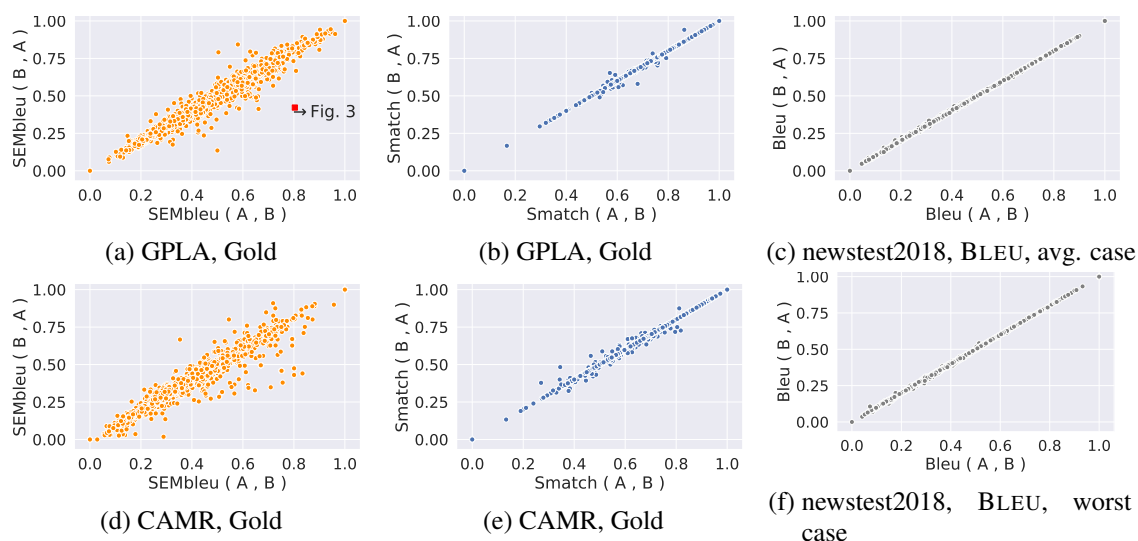 1.00
0.75
0.50
0.25
0.00
SEMbleu ( B , A )
→ Fig. 3
0.0 0.2 0.4 0.6 0.8 1.0
SEMbleu ( A , B )
(a) GPLA, Gold
1.00
0.75
0.50
0.25
0.00
Smatch ( B , A )
0.0 0.2 0.4 0.6 0.8 1.0
Smatch ( A , B )
(b) GPLA, Gold
1.00
0.75
0.50
0.25
0.00
Bleu ( B , A )
0.0 0.2 0.4 0.6 0.8 1.0
Bleu ( A , B )
(c) newstest2018, BLEU, avg. case
1.00
0.75
0.50
0.25
0.00
SEMbleu ( B , A )
0.0 0.2 0.4 0.6 0.8 1.0
SEMbleu ( A , B )
(d) CAMR, Gold
1.00
0.75
0.50
0.25
0.00
Smatch ( B , A )
0.0 0.2 0.4 0.6 0.8 1.0
Smatch ( A , B )
(e) CAMR, Gold
1.00
0.75
0.50
0.25
0.00
Bleu ( B , A )
0.0 0.2 0.4 0.6 0.8 1.0
Bleu ( A , B )
(f) newstest2018, BLEU, worst
case